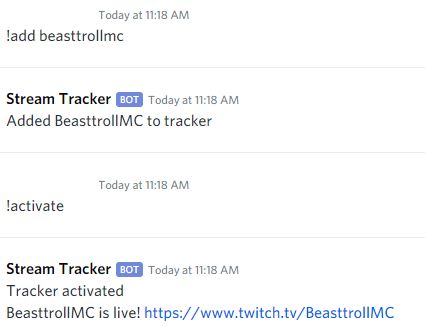 Today at 11:18 AM
!add beasttrollmc
Stream Tracker BOT Today at 11:18 AM
Added BeasttrollMC to tracker
Today at 11:18 AM
!activate
Stream Tracker BOT Today at 11:18 AM
Tracker activated
BeasttrollMC is live! https://www.twitch.tv/BeasttrollMC